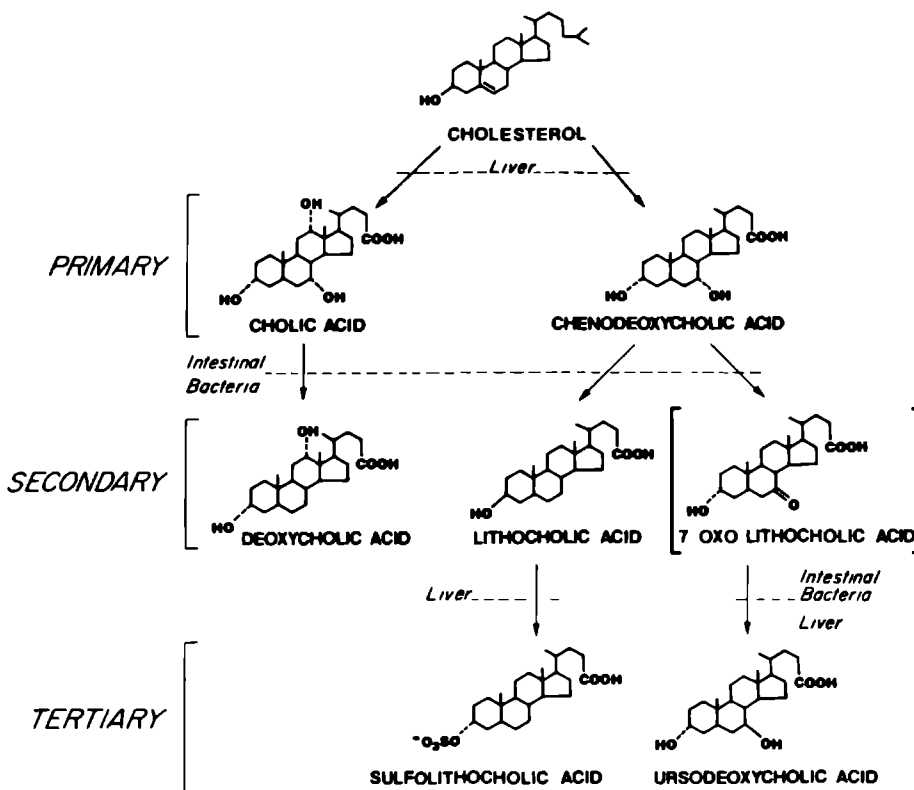 HO
CHOLESTEROL
Liver
PRIMARY
OH
COOH
HO
OH
CHOLIC ACID
COOH
HO
OH
CHENODEOXYCHOLIC ACID
Intestinal
Bacteria
SECONDARY
OH
COOH
HO
DEOXYCHOLIC ACID
COOH
HO
LITHOCHOLIC ACID
COOH
HO
O
7 OXO LITHOCHOLIC ACID
Liver
Intestinal
Bacteria
Liver
TERTIARY
COOH
⁻O₃SO
SULFOLITHOCHOLIC ACID
COOH
HO
OH
URSODEOXYCHOLIC ACID